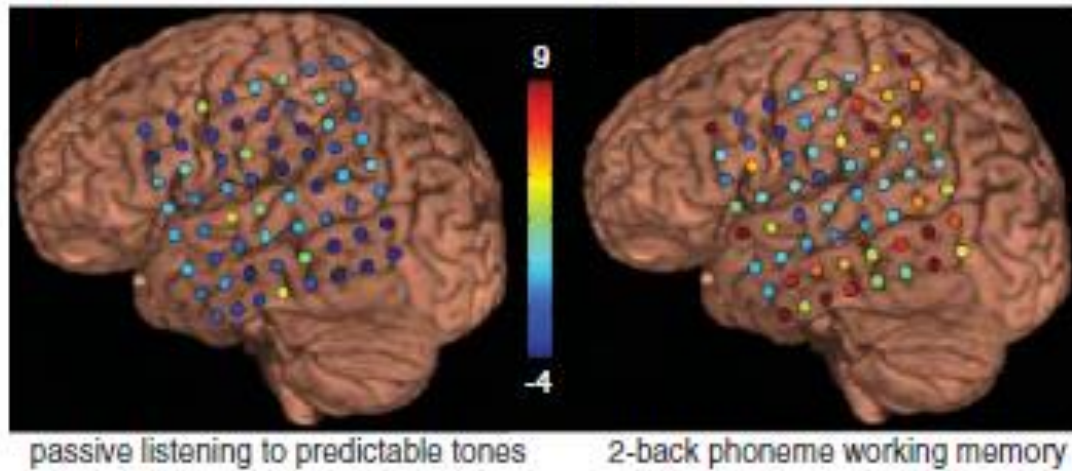 9
-4
passive listening to predictable tones
2-back phoneme working memory